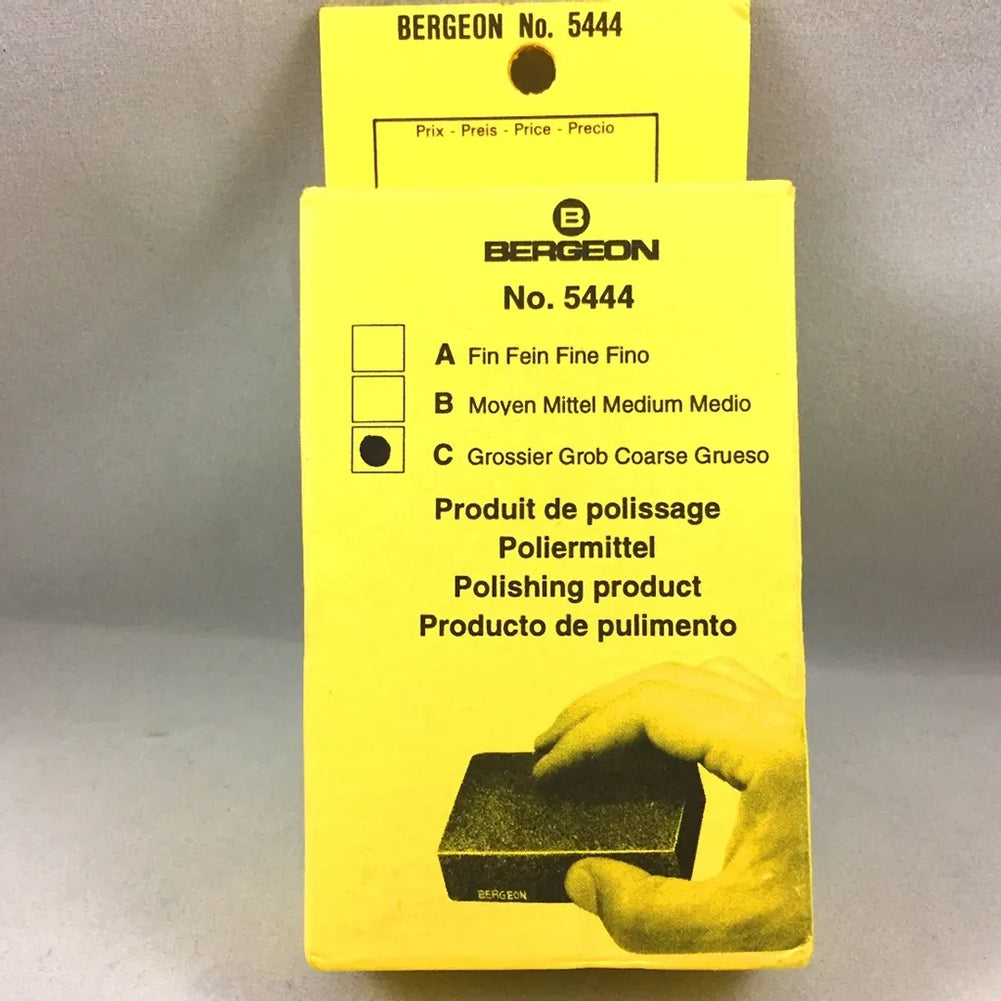 BERGEON No. 5444
Prix - Preis - Price - Precio
B
BERGEON
No. 5444
A Fin Fein Fine Fino
B Moyen Mittel Medium Medio
C Grossier Grob Coarse Grueso
Produit de polissage
Poliermittel
Polishing product
Producto de pulimento
BERGEON